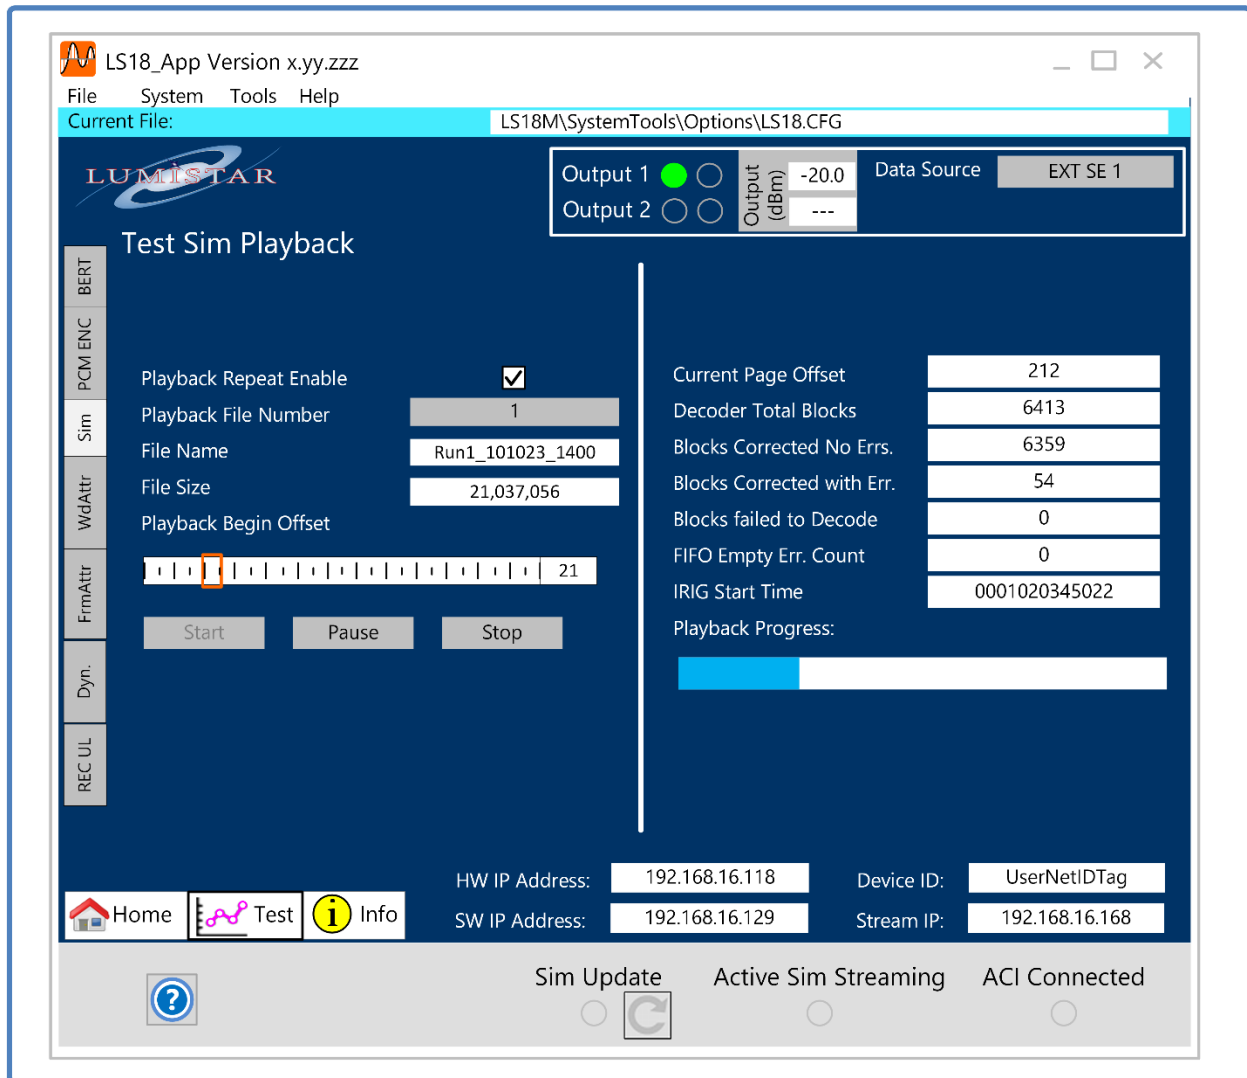 LS18_App Version x.yy.zzz
File System Tools Help
Current File: LS18M\SystemTools\Options\LS18.CFG
LUMISTAR
Output 1
Output 2
Output (dBm)
-20.0
---
Data Source EXT SE 1
Test Sim Playback
BERT
PCM ENC
Sim
WdAttr
FrmAttr
Dyn.
REC UL
Playback Repeat Enable
Playback File Number 1
File Name Run1_101023_1400
File Size 21,037,056
Playback Begin Offset
21
Start Pause Stop
Current Page Offset 212
Decoder Total Blocks 6413
Blocks Corrected No Errs. 6359
Blocks Corrected with Err. 54
Blocks failed to Decode 0
FIFO Empty Err. Count 0
IRIG Start Time 0001020345022
Playback Progress:
HW IP Address: 192.168.16.118 Device ID: UserNetIDTag
SW IP Address: 192.168.16.129 Stream IP: 192.168.16.168
Home Test i Info
? Sim Update Active Sim Streaming ACI Connected